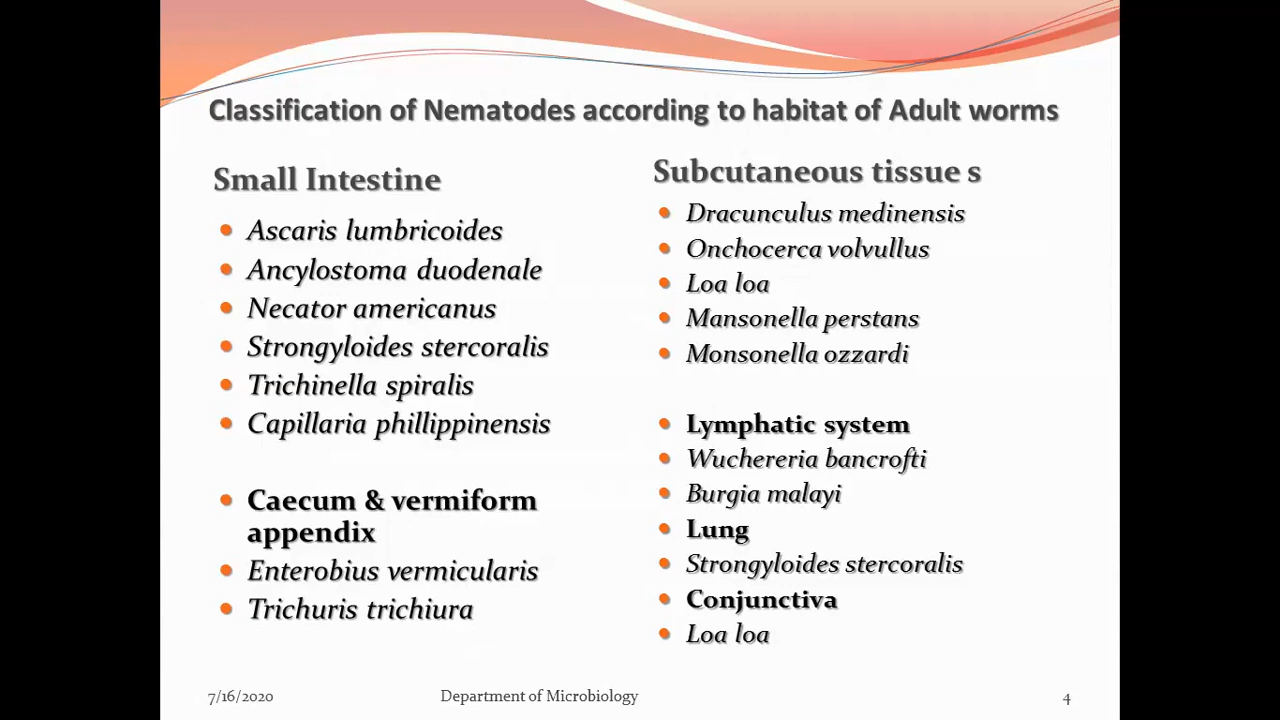 Classification of Nematodes according to habitat of Adult worms
Small Intestine
Ascaris lumbricoides
Ancylostoma duodenale
Necator americanus
Strongyloides stercoralis
Trichinella spiralis
Capillaria phillippinensis
Caecum & vermiform
appendix
Enterobius vermicularis
Trichuris trichiura
Subcutaneous tissue s
Dracunculus medinensis
Onchocerca volvullus
Loa loa
Mansonella perstans
Monsonella ozzardi
Lymphatic system
Wuchereria bancrofti
Burgia malayi
Lung
Strongyloides stercoralis
Conjunctiva
Loa loa
7/16/2020
Department of Microbiology
4